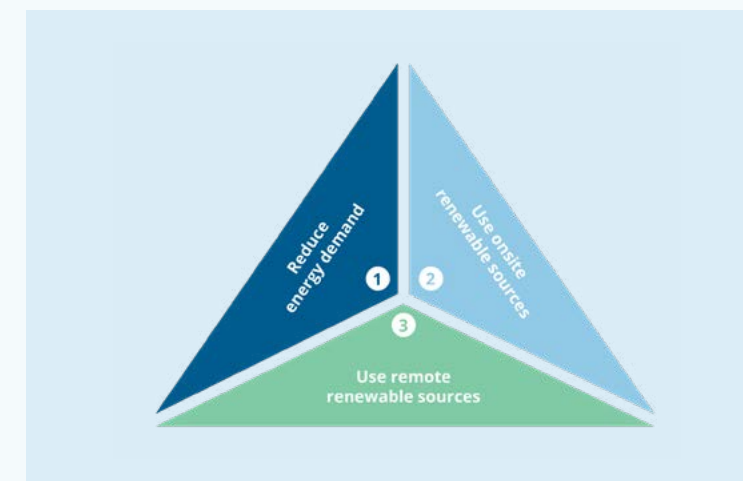 Reduce
energy demand
1
2
Use onsite
renewable sources
3
Use remote
renewable sources